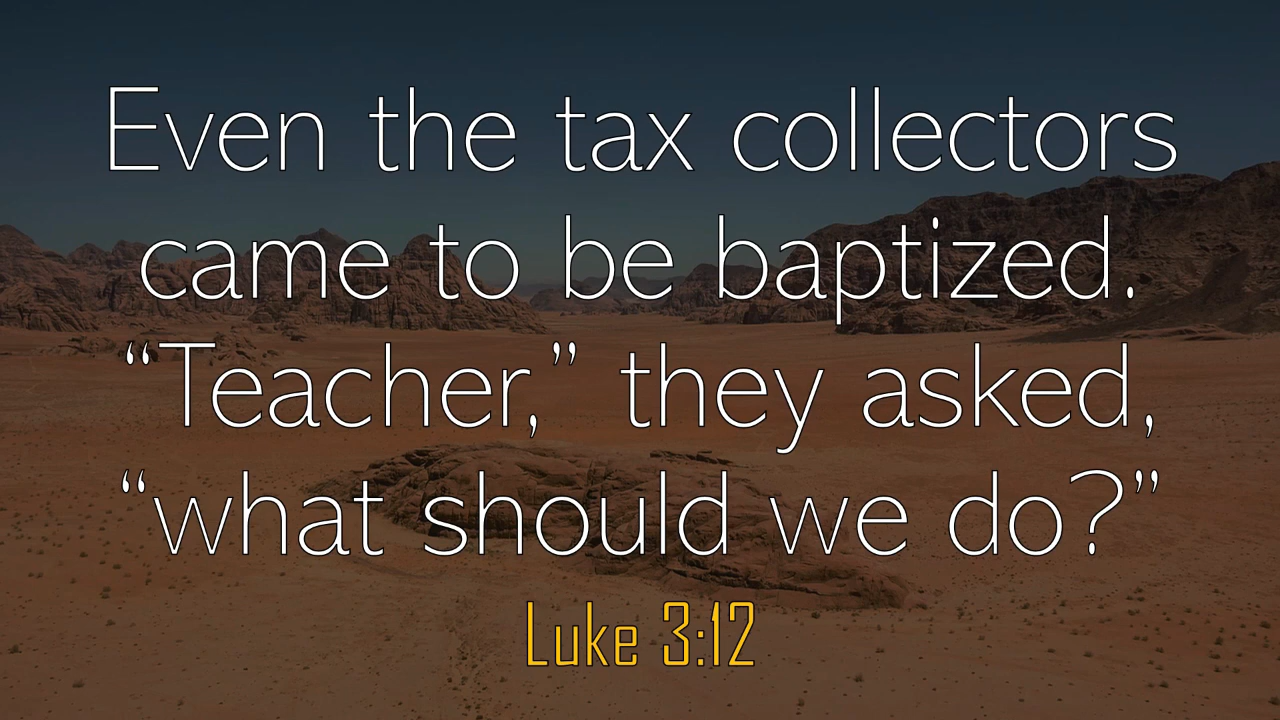 Even the tax collectors
came to be baptized.
“Teacher,” they asked,
“what should we do?”
Luke 3:12